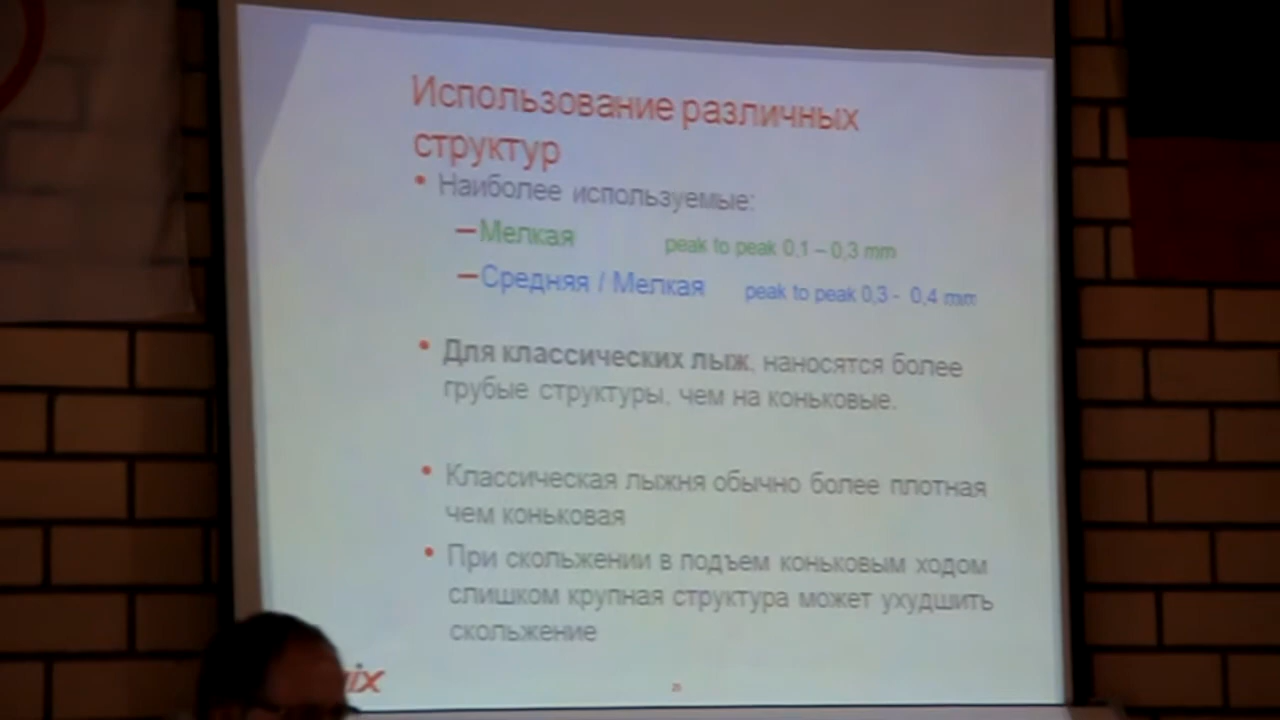 Использование различных
структур
• Наиболее используемые:
– Мелкая peak to peak 0,1 – 0,3 mm
– Средняя / Мелкая peak to peak 0,3 - 0,4 mm
• Для классических лыж, наносятся более
грубые структуры, чем на коньковые.
• Классическая лыжня обычно более плотная
чем коньковая
• При скольжении в подъем коньковым ходом
слишком крупная структура может ухудшить
скольжение
ix